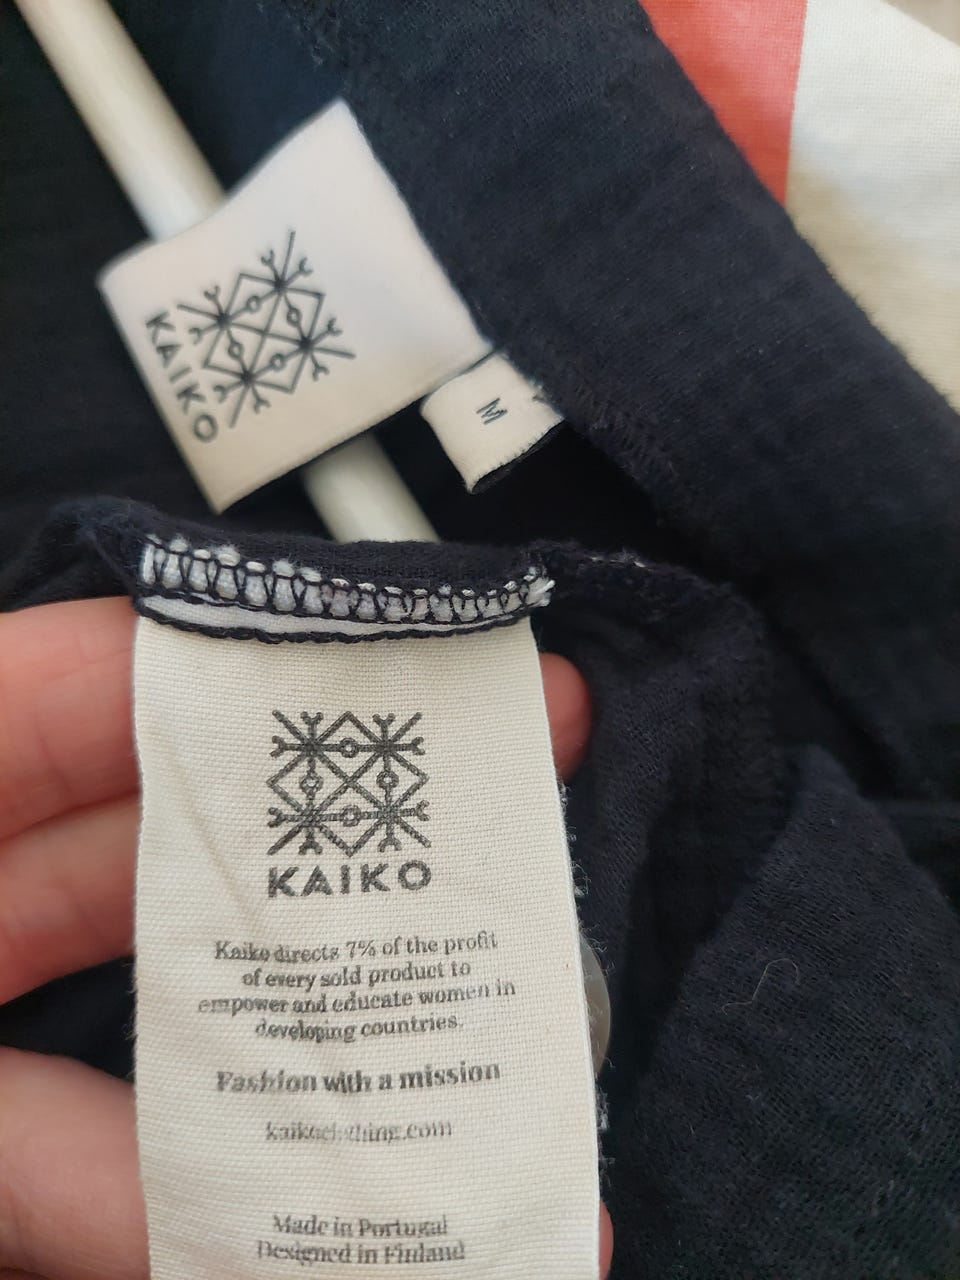 KAIKO
M
KAIKO
Kaiko directs 7% of the profit
of every sold product to
empower and educate women in
developing countries.
Fashion with a mission
kaikoclothing.com
Made in Portugal
Designed in Finland